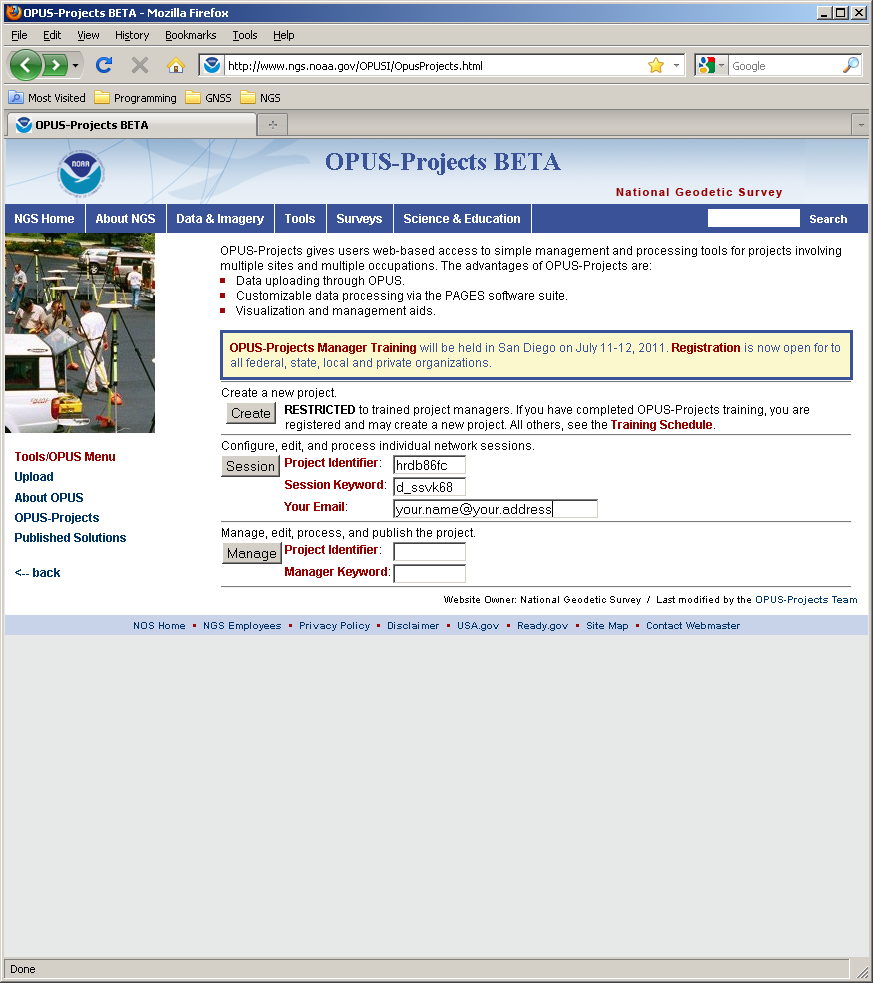 OPUS-Projects BETA - Mozilla Firefox
File Edit View History Bookmarks Tools Help
http://www.ngs.noaa.gov/OPUSI/OpusProjects.html
Google
Most Visited Programming GNSS NGS
OPUS-Projects BETA
NOAA
OPUS-Projects BETA
National Geodetic Survey
NGS Home About NGS Data & Imagery Tools Surveys Science & Education Search
OPUS-Projects gives users web-based access to simple management and processing tools for projects involving
multiple sites and multiple occupations. The advantages of OPUS-Projects are:
Data uploading through OPUS.
Customizable data processing via the PAGES software suite.
Visualization and management aids.
OPUS-Projects Manager Training will be held in San Diego on July 11-12, 2011. Registration is now open for to
all federal, state, local and private organizations.
Create a new project.
Create
RESTRICTED to trained project managers. If you have completed OPUS-Projects training, you are
registered and may create a new project. All others, see the Training Schedule.
Configure, edit, and process individual network sessions.
Session
Project Identifier: hrdb86fc
Session Keyword: d_ssvk68
Your Email: your.name@your.address
Manage, edit, process, and publish the project.
Manage
Project Identifier:
Manager Keyword:
Tools/OPUS Menu
Upload
About OPUS
OPUS-Projects
Published Solutions
<-- back
Website Owner: National Geodetic Survey / Last modified by the OPUS-Projects Team
NOS Home ▪ NGS Employees ▪ Privacy Policy ▪ Disclaimer ▪ USA.gov ▪ Ready.gov ▪ Site Map ▪ Contact Webmaster
Done